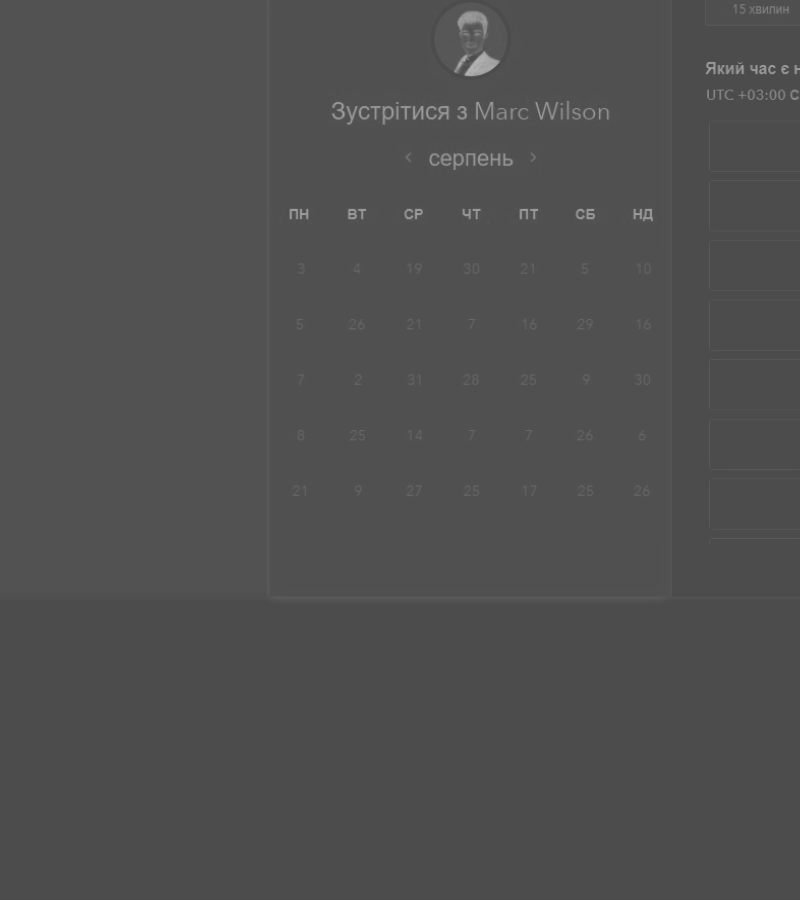 15 хвилин
Зустрітися з Marc Wilson
серпень
ПН ВТ СР ЧТ ПТ СБ НД
3 4 19 30 21 5 10
5 26 21 7 16 29 16
7 2 31 28 25 9 30
8 25 14 7 7 26 6
21 9 27 25 17 25 26
Який час є
UTC +03:00